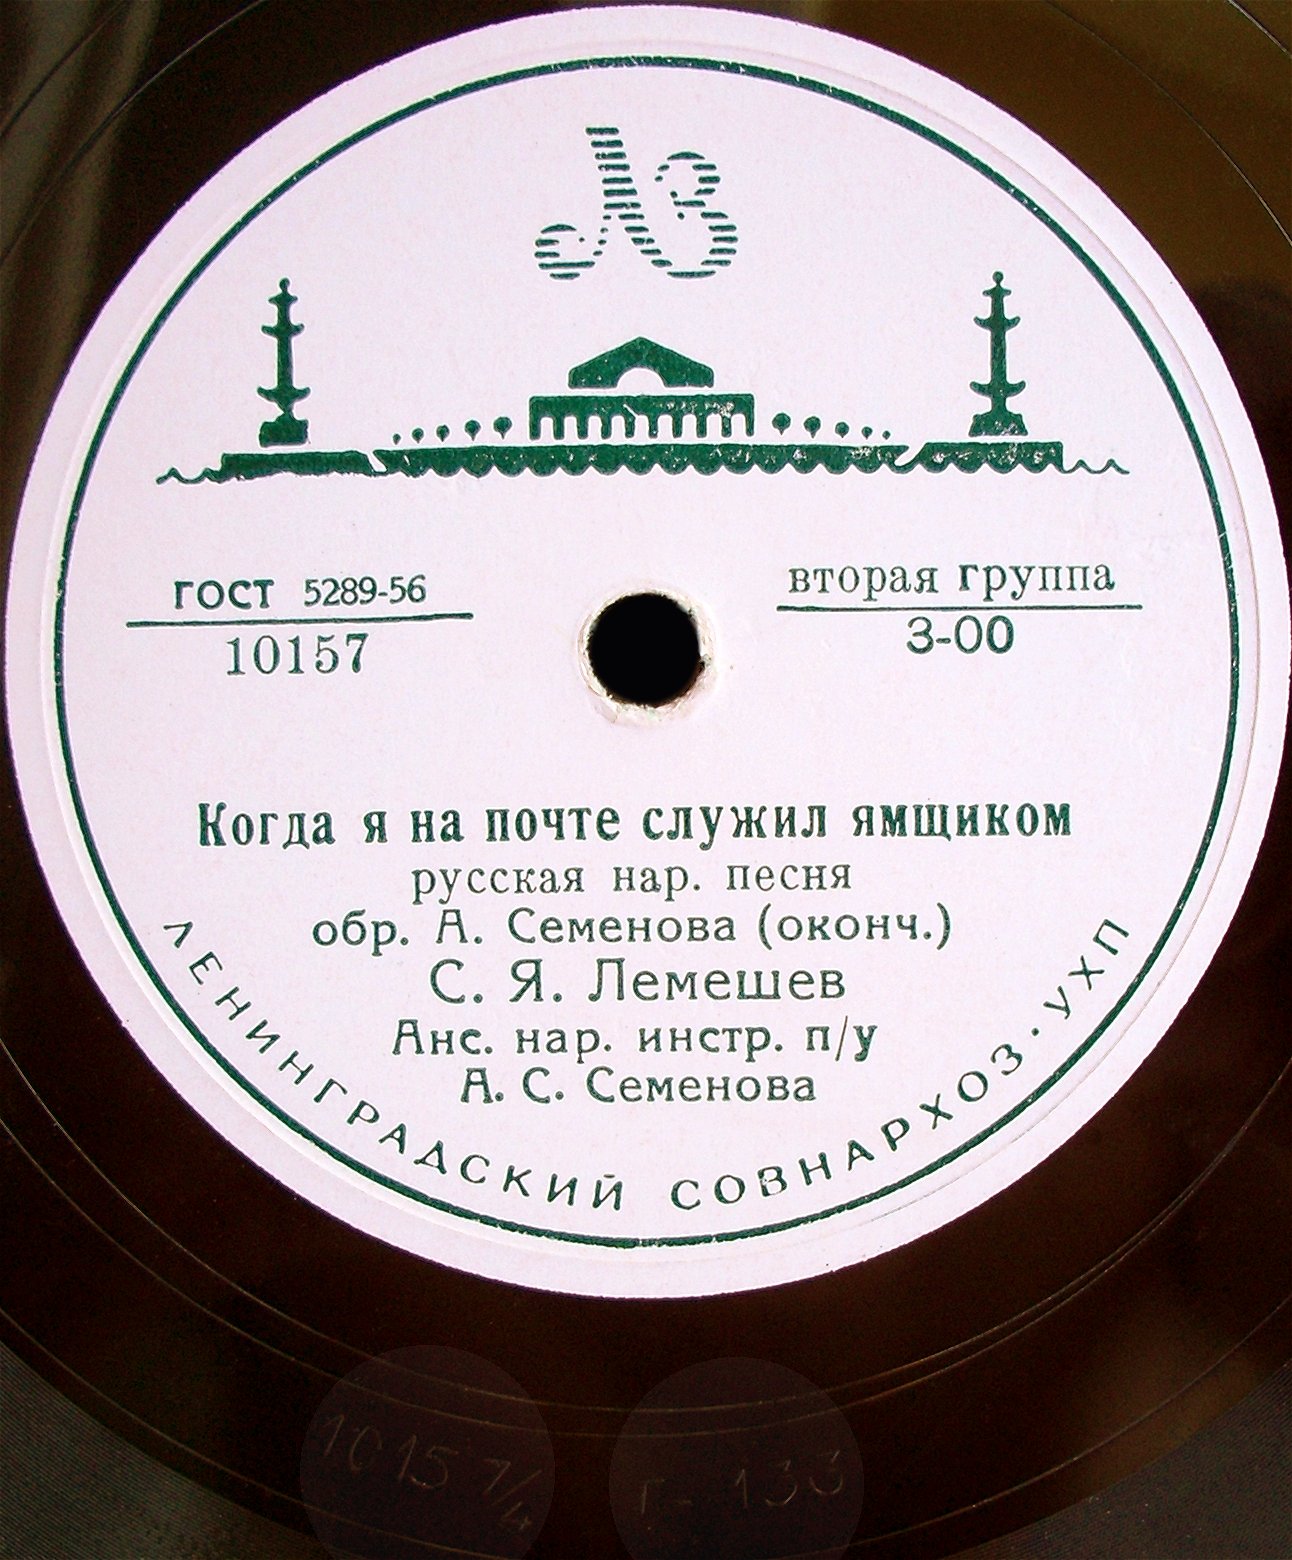 ЛЗ
ГОСТ 5289-56
10157
вторая группа
3-00
Когда я на почте служил ямщиком
русская нар. песня
обр. А. Семенова (оконч.)
С. Я. Лемешев
Анс. нар. инстр. п/у
А. С. Семенова
ЛЕНИНГРАДСКИЙ СОВНАРХОЗ · УХП
10157/4
Г- 133